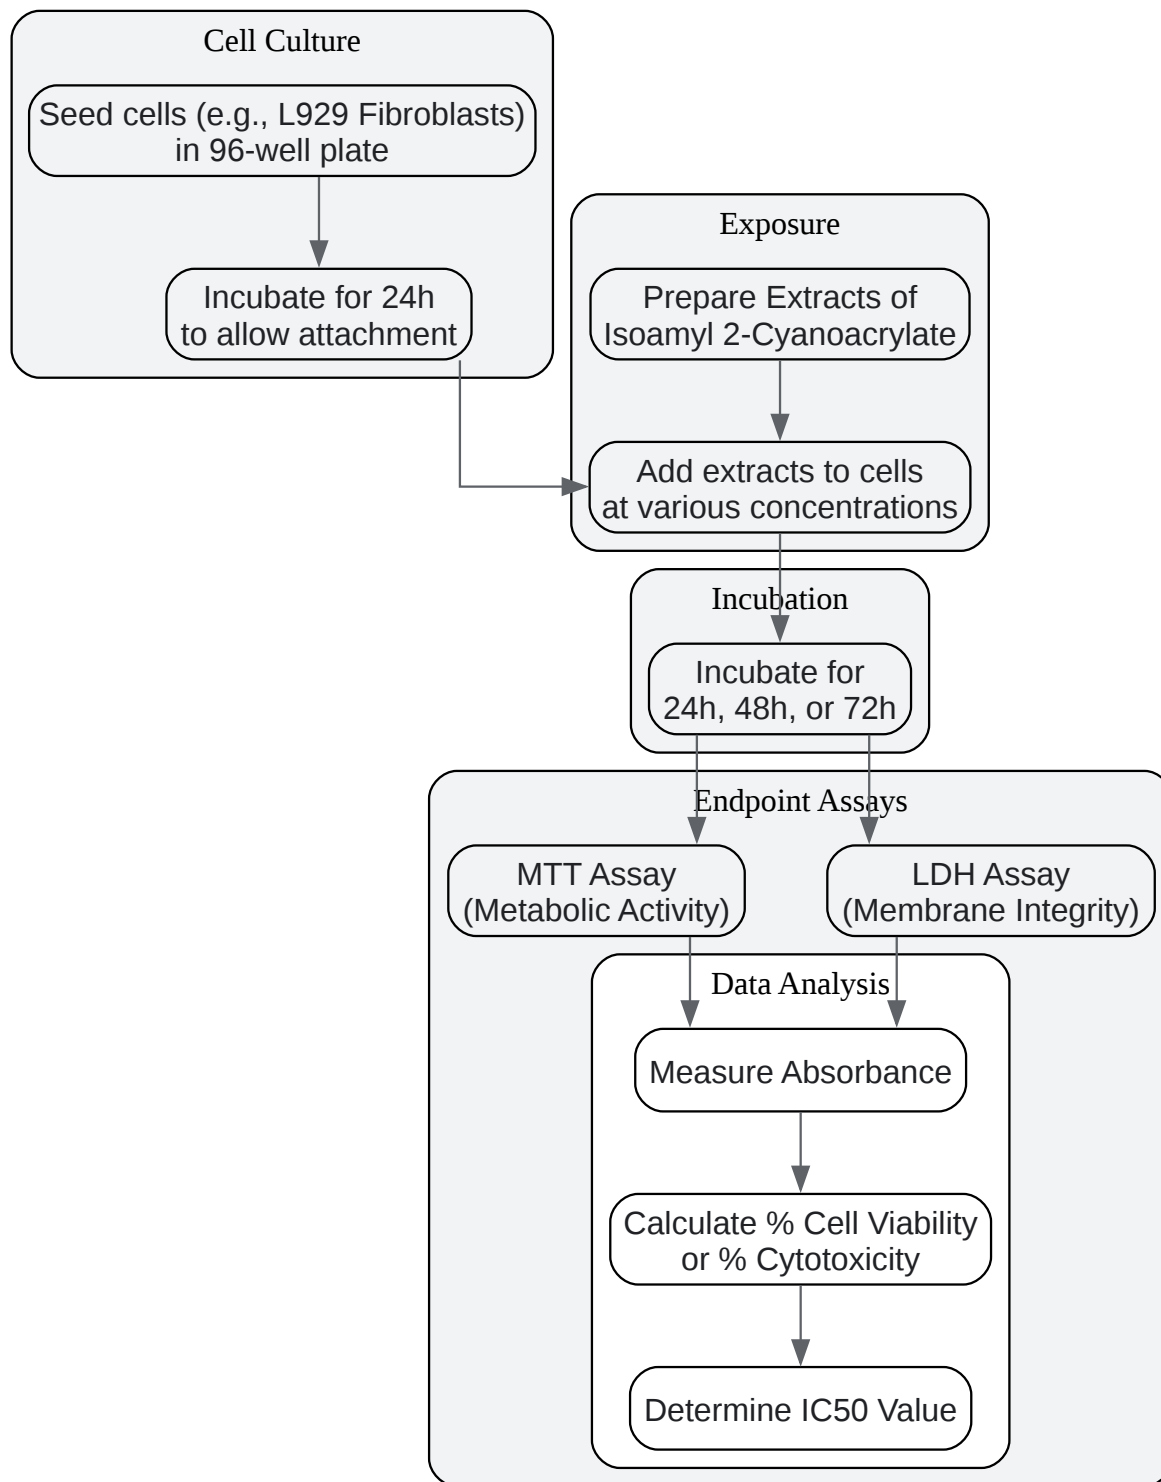 Cell Culture
Seed cells (e.g., L929 Fibroblasts)
in 96-well plate
Incubate for 24h
to allow attachment
Exposure
Prepare Extracts of
Isoamyl 2-Cyanoacrylate
Add extracts to cells
at various concentrations
Incubation
Incubate for
24h, 48h, or 72h
Endpoint Assays
MTT Assay
(Metabolic Activity)
LDH Assay
(Membrane Integrity)
Data Analysis
Measure Absorbance
Calculate % Cell Viability
or % Cytotoxicity
Determine IC50 Value